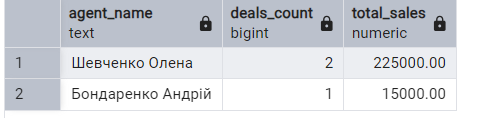 agent_name deals_count total_sales
text bigint numeric
1 Шевченко Олена 2 225000.00
2 Бондаренко Андрій 1 15000.00